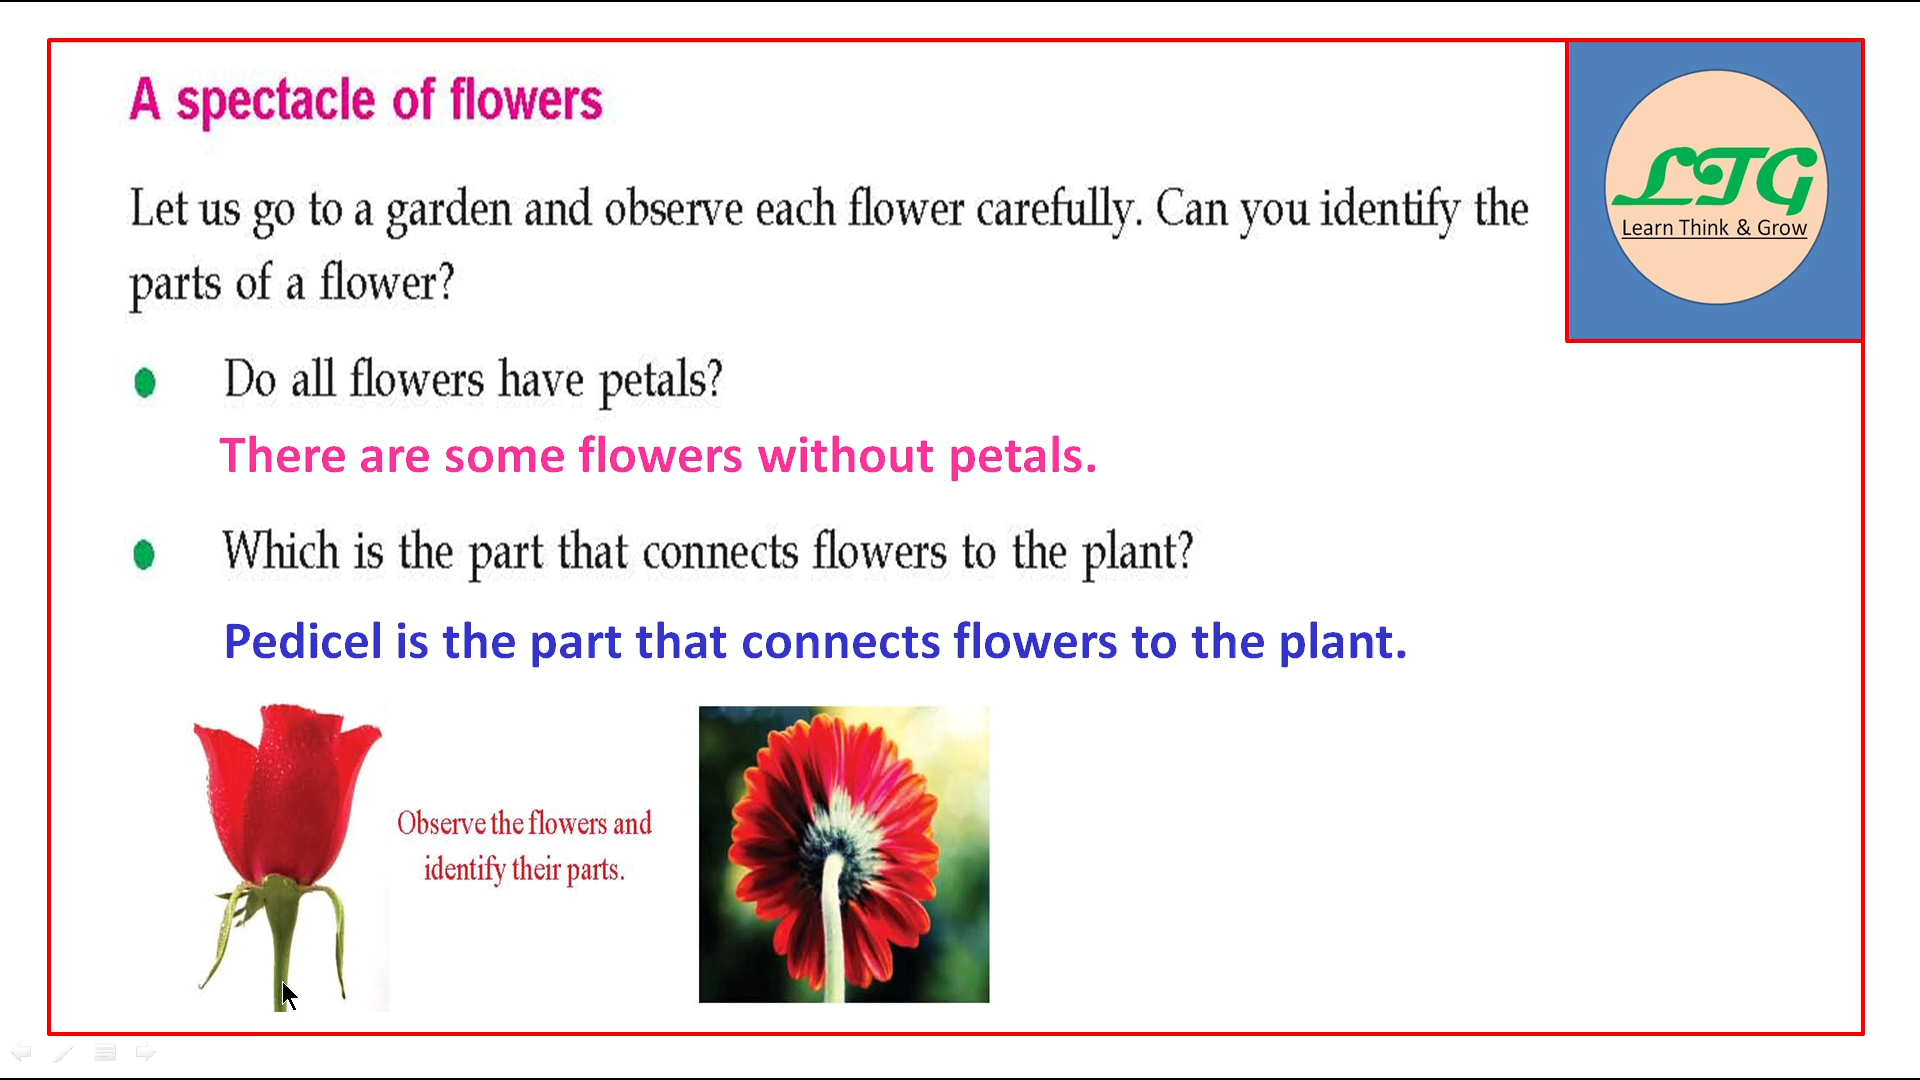 A spectacle of flowers
LTG
Learn Think & Grow
Let us go to a garden and observe each flower carefully. Can you identify the
parts of a flower?
Do all flowers have petals?
There are some flowers without petals.
Which is the part that connects flowers to the plant?
Pedicel is the part that connects flowers to the plant.
Observe the flowers and
identify their parts.